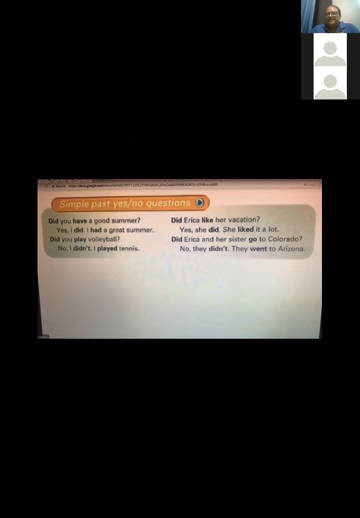 Simple past yes/no questions
Did you have a good summer?
Yes, I did. I had a great summer.
Did you play volleyball?
No, I didn't. I played tennis.
Did Erica like her vacation?
Yes, she did. She liked it a lot.
Did Erica and her sister go to Colorado?
No, they didn't. They went to Arizona.